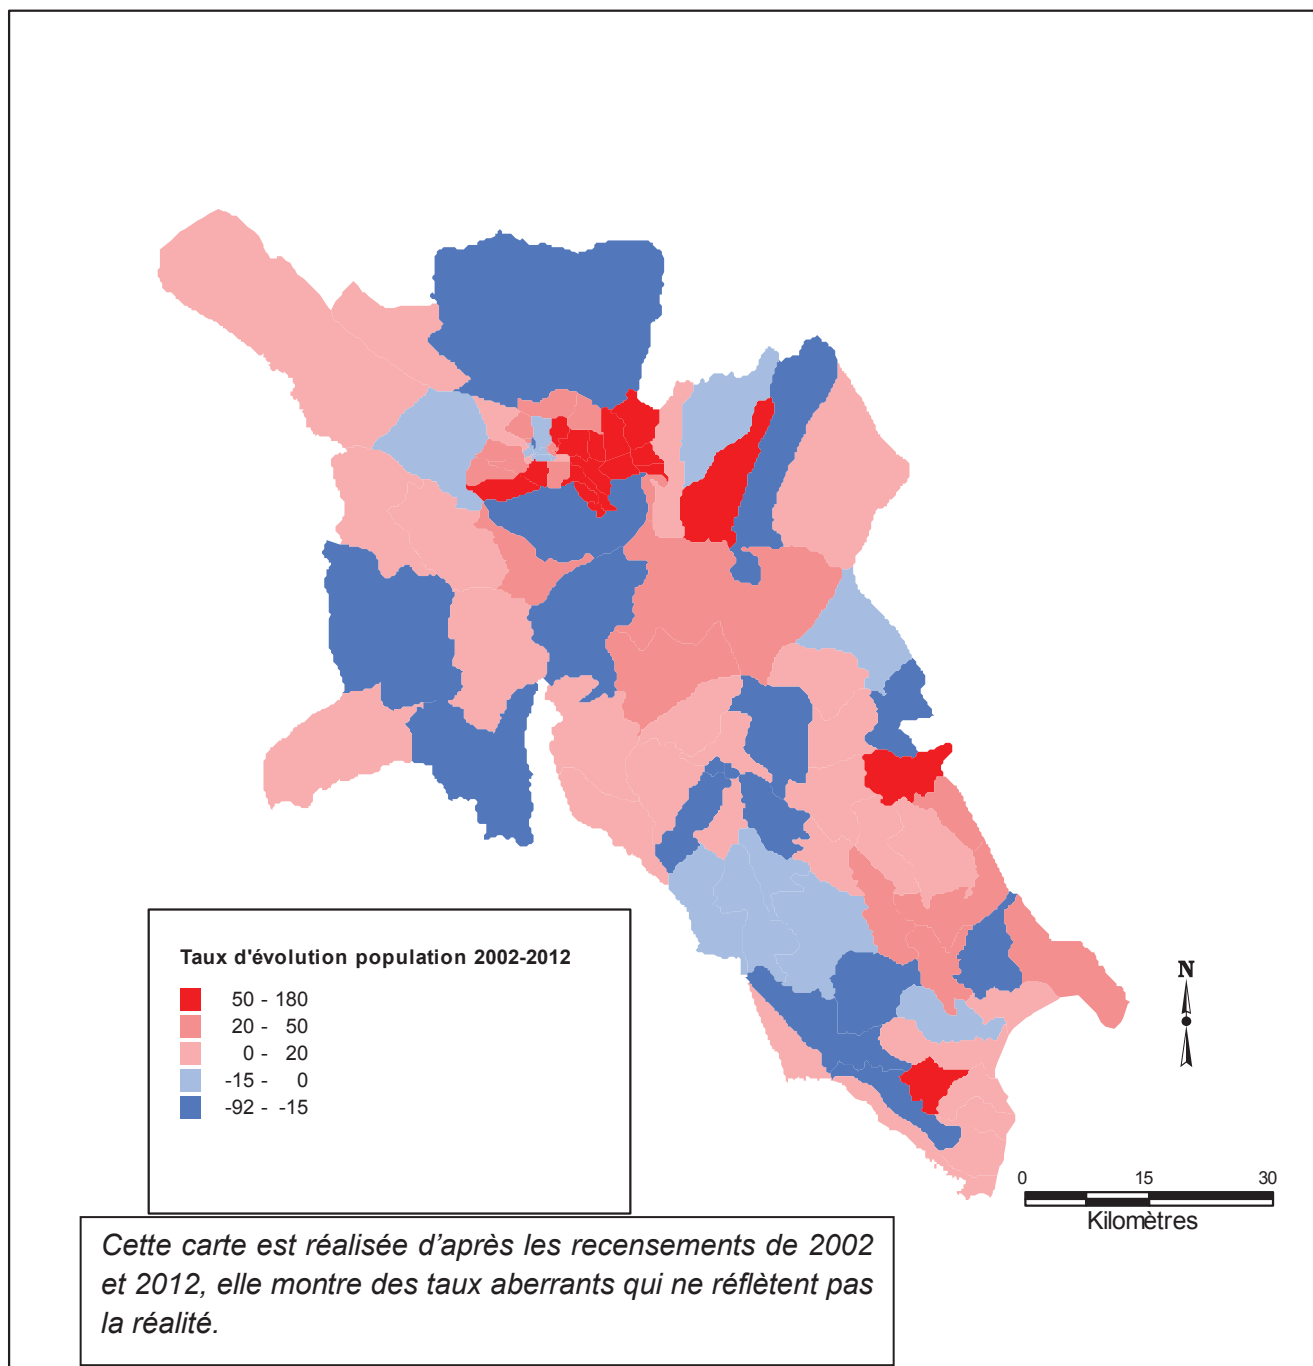 Taux d'évolution population 2002-2012
50 - 180
20 - 50
0 - 20
-15 - 0
-92 - -15
N
0 15 30
Kilomètres
Cette carte est réalisée d’après les recensements de 2002
et 2012, elle montre des taux aberrants qui ne réflètent pas
la réalité.